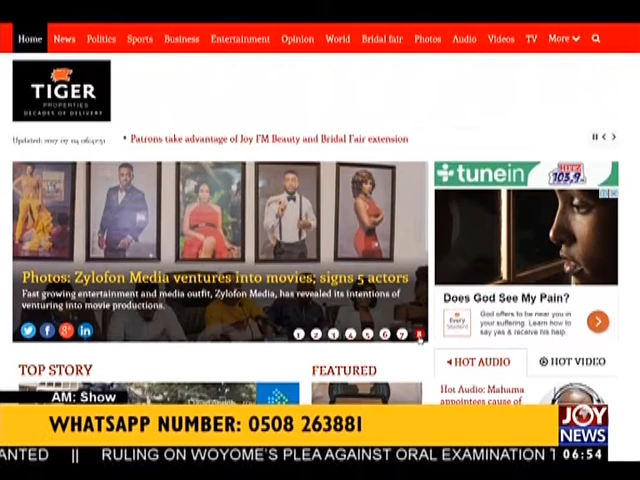 Home News Politics Sports Business Entertainment Opinion World Bridal fair Photos Audio Videos TV More
TIGER
PROPERTIES
DECADES OF DELIVERY
Updated: 2017 07 04
• Patrons take advantage of Joy FM Beauty and Bridal Fair extension
tunein HITZ 103.9
Photos: Zylofon Media ventures into movies; signs 5 actors
Fast growing entertainment and media outfit, Zylofon Media, has revealed its intentions of
venturing into movie productions.
1 2 3 4 5 6 7 8
Does God See My Pain?
Every Student
God offers to be near you in
your suffering. Learn how to
say yes & receive his help.
TOP STORY
FEATURED
HOT AUDIO
HOT VIDEO
Hot Audio: Mahama
appointees cause of
AM: Show
WHATSAPP NUMBER: 0508 263881
JOY
NEWS
ANTED || RULING ON WOYOME'S PLEA AGAINST ORAL EXAMINATION T
06:54